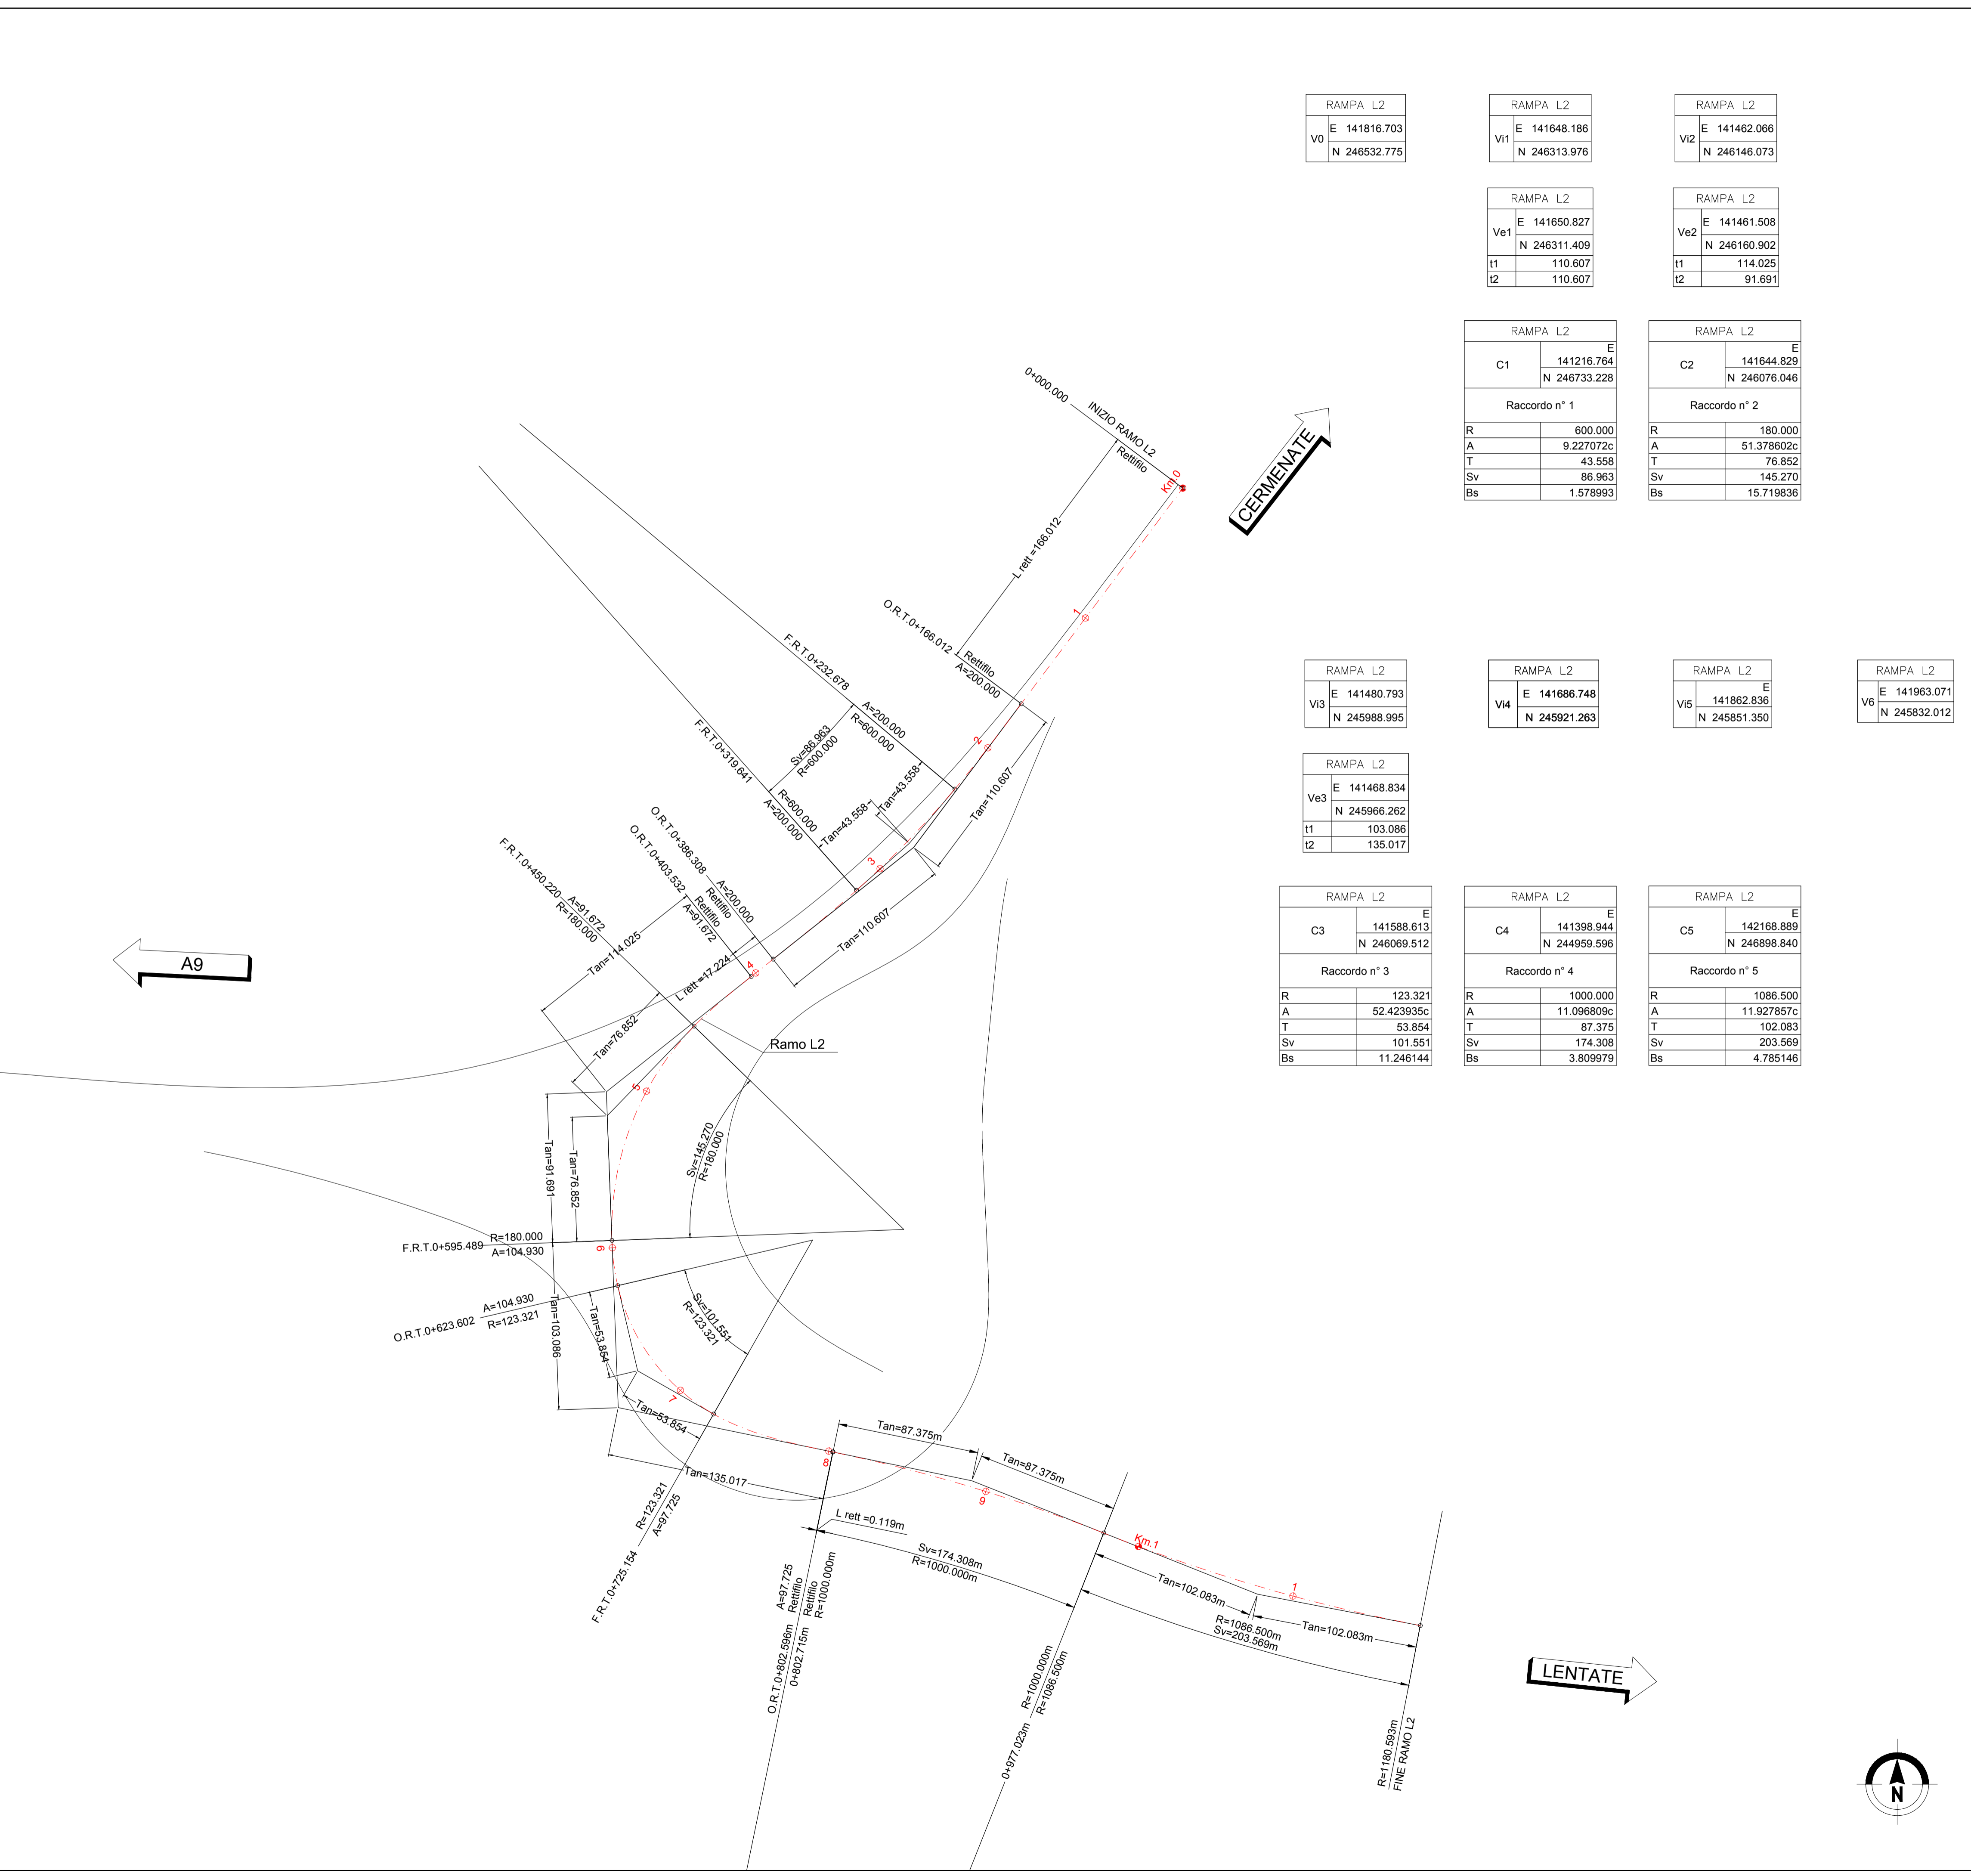 RAMPA L2
V0
E 141816.703
N 246532.775
RAMPA L2
Vi1
E 141648.186
N 246313.976
RAMPA L2
Vi2
E 141462.066
N 246146.073
RAMPA L2
Ve1
E 141650.827
N 246311.409
t1 110.607
t2 110.607
RAMPA L2
Ve2
E 141461.508
N 246160.902
t1 114.025
t2 91.691
RAMPA L2
C1
E
141216.764
N 246733.228
Raccordo n° 1
R 600.000
A 9.227072c
T 43.558
Sv 86.963
Bs 1.578993
RAMPA L2
C2
E
141644.829
N 246076.046
Raccordo n° 2
R 180.000
A 51.378602c
T 76.852
Sv 145.270
Bs 15.719836
RAMPA L2
Vi3
E 141480.793
N 245988.995
RAMPA L2
Vi4
E 141686.748
N 245921.263
RAMPA L2
Vi5
E
141862.836
N 245851.350
RAMPA L2
V6
E 141963.071
N 245832.012
RAMPA L2
Ve3
E 141468.834
N 245966.262
t1 103.086
t2 135.017
RAMPA L2
C3
E
141588.613
N 246069.512
Raccordo n° 3
R 123.321
A 52.423935c
T 53.854
Sv 101.551
Bs 11.246144
RAMPA L2
C4
E
141398.944
N 244959.596
Raccordo n° 4
R 1000.000
A 11.096809c
T 87.375
Sv 174.308
Bs 3.809979
RAMPA L2
C5
E
142168.889
N 246898.840
Raccordo n° 5
R 1086.500
A 11.927857c
T 102.083
Sv 203.569
Bs 4.785146
0+000.000
INIZIO RAMO L2
Rettifilo
Km.0
CERMENATE
L rett =166.012
1
O.R.T.0+166.012
Rettifilo
A=200.000
2
F.R.T.0+232.678
A=200.000
R=600.000
Sv=86.963
R=600.000
F.R.T.0+319.641
R=600.000
A=200.000
Tan=43.558
Tan=43.558
Tan=110.607
3
O.R.T.0+386.308
A=200.000
Rettifilo
O.R.T.0+403.532
Rettifilo
A=91.672
F.R.T.0+450.220
A=91.672
R=180.000
Tan=110.607
Tan=114.025
L rett =17.224
4
A9
Tan=76.852
Ramo L2
5
Sv=145.270
R=180.000
Tan=91.691
Tan=76.852
F.R.T.0+595.489
R=180.000
A=104.930
6
O.R.T.0+623.602
A=104.930
R=123.321
Tan=103.086
Tan=53.854
Sv=101.551
R=123.321
7
Tan=53.854
Tan=135.017
F.R.T.0+725.154
R=123.321
A=97.725
8
Tan=87.375m
Tan=87.375m
9
L rett =0.119m
Sv=174.308m
R=1000.000m
O.R.T.0+802.596m
A=97.725
Rettifilo
0+802.715m
Rettifilo
R=1000.000m
Km.1
Tan=102.083m
1
R=1086.500m
Sv=203.569m
Tan=102.083m
0+977.023m
R=1000.000m
R=1086.500m
R=1180.593m
FINE RAMO L2
LENTATE
N